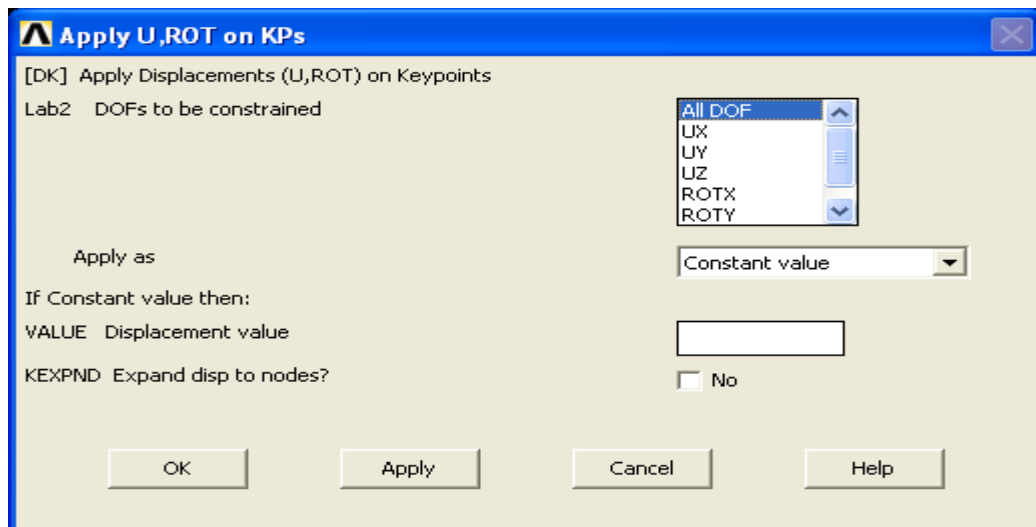 Apply U,ROT on KPs
[DK] Apply Displacements (U,ROT) on Keypoints
Lab2 DOFs to be constrained
All DOF
UX
UY
UZ
ROTX
ROTY
Apply as
Constant value
If Constant value then:
VALUE Displacement value
KEXPND Expand disp to nodes?
No
OK Apply Cancel Help